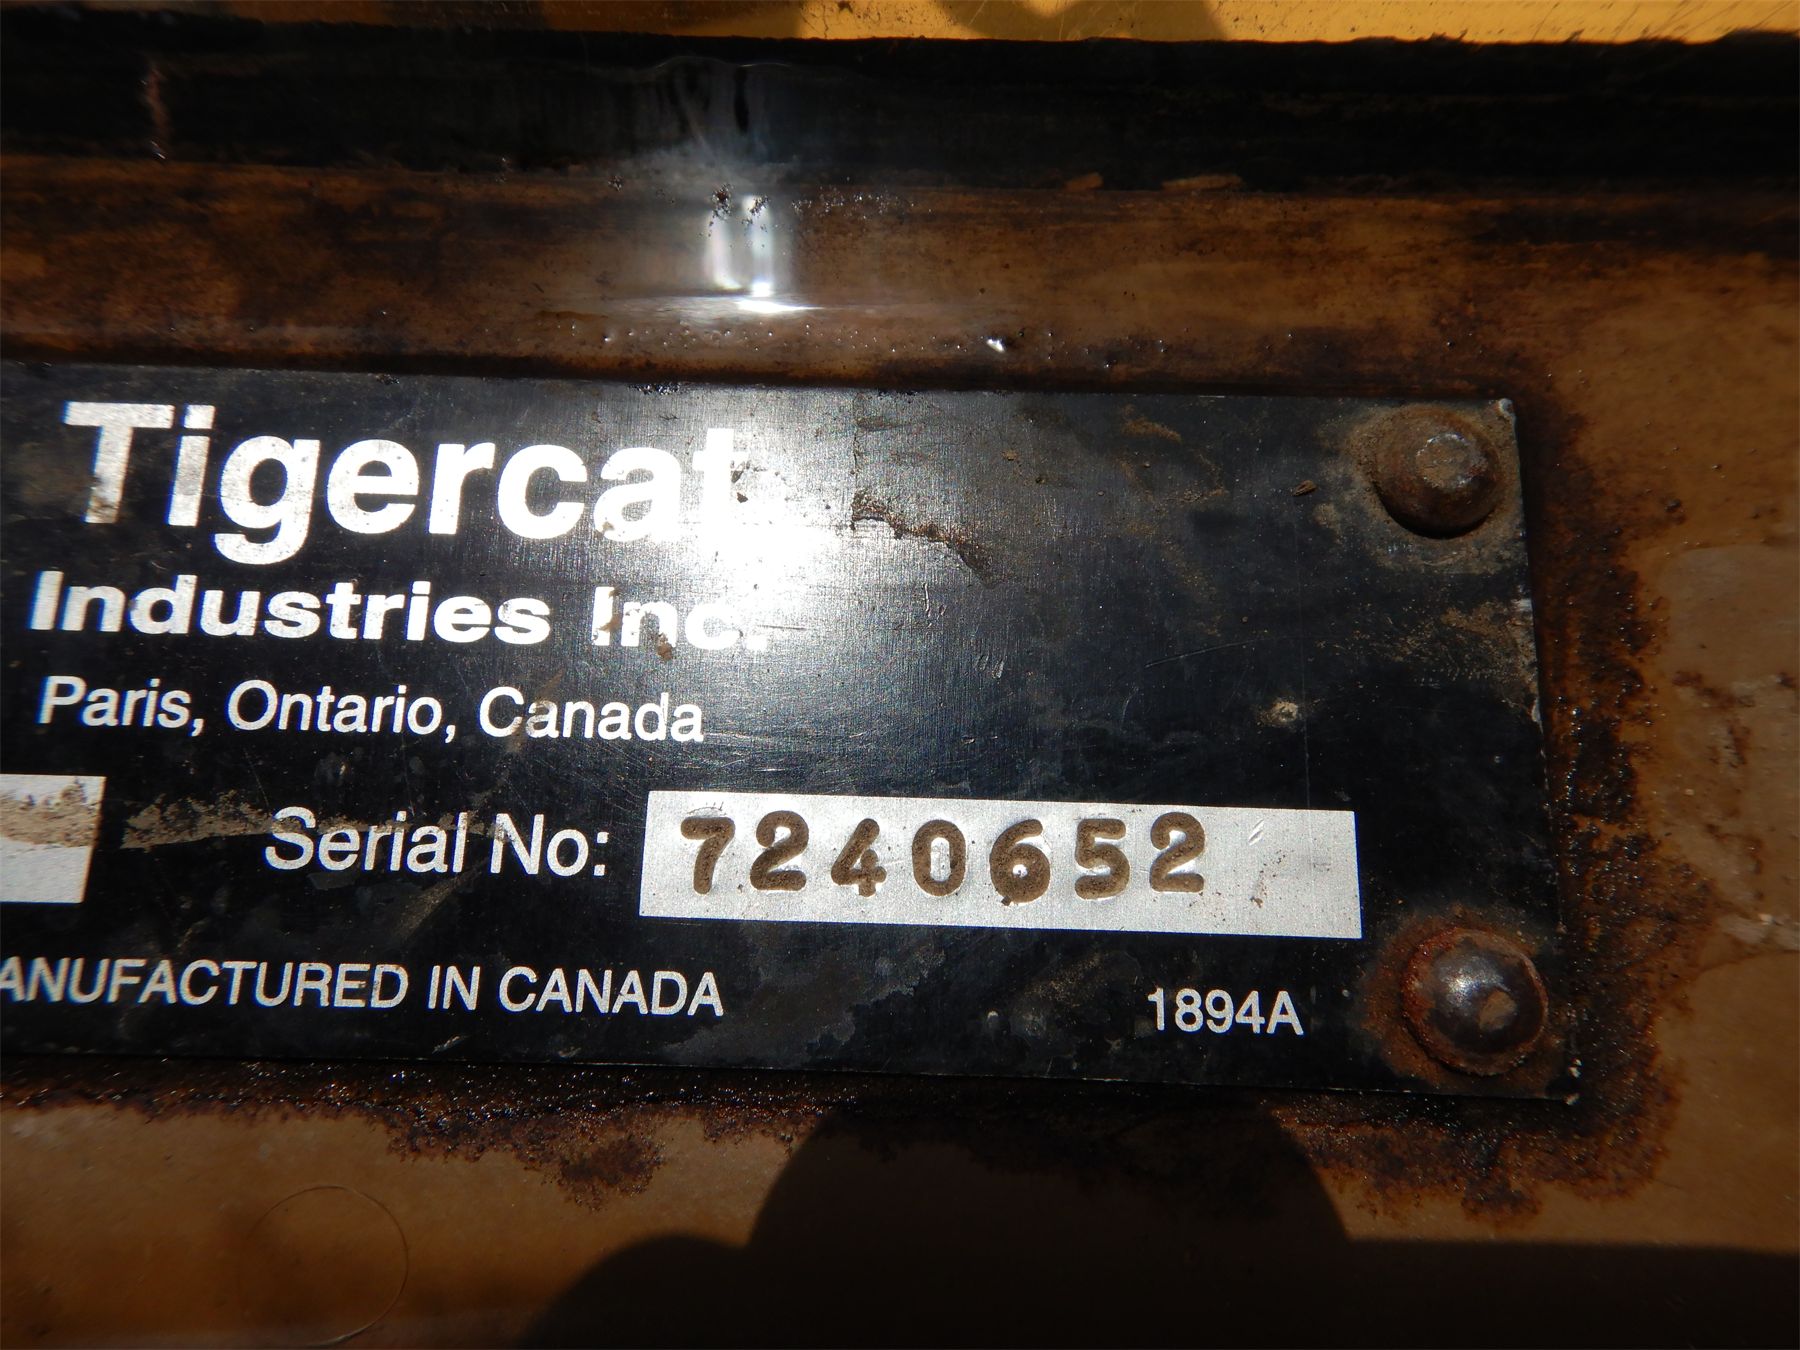 Tigercat
Industries Inc.
Paris, Ontario, Canada
Serial No: 7240652
ANUFACTURED IN CANADA
1894A